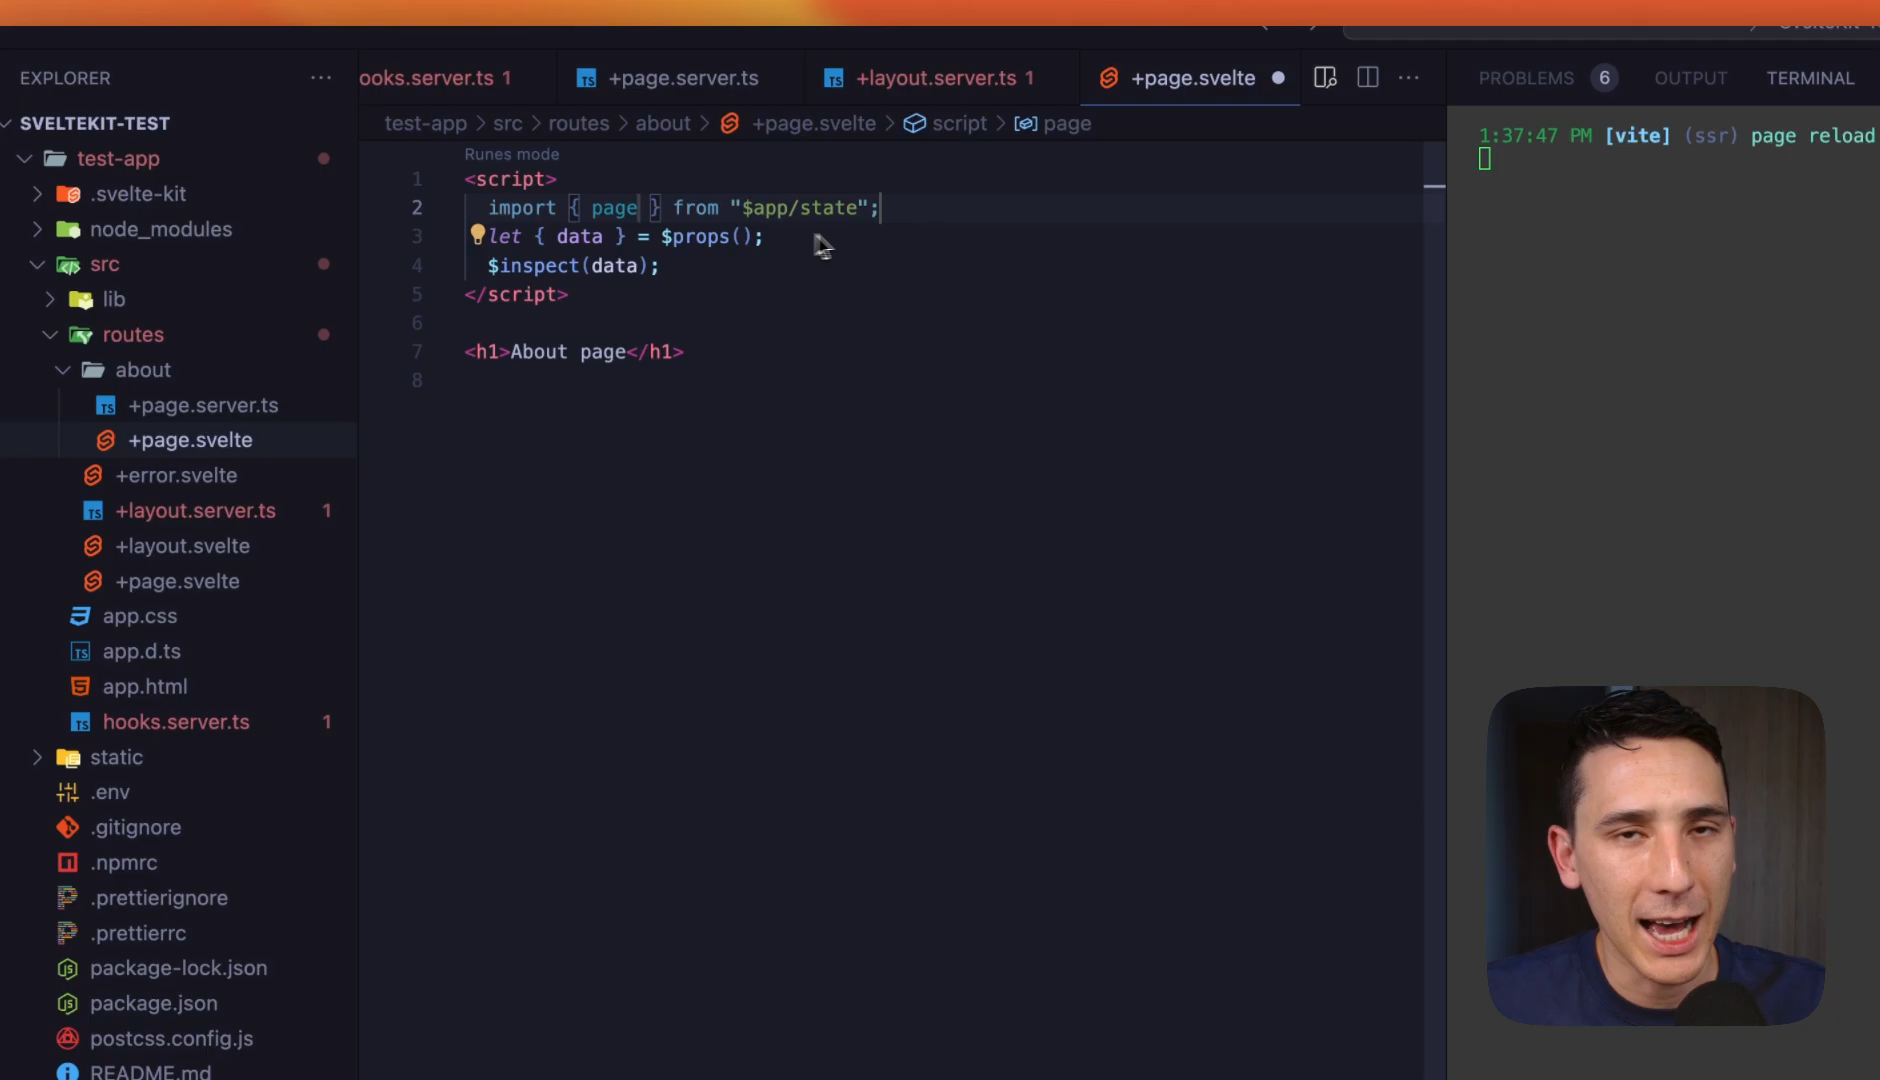 EXPLORER
SVELTEKIT-TEST
test-app
.svelte-kit
node_modules
src
lib
routes
about
+page.server.ts
+page.svelte
+error.svelte
+layout.server.ts 1
+layout.svelte
+page.svelte
app.css
app.d.ts
app.html
hooks.server.ts 1
static
.env
.gitignore
.npmrc
.prettierignore
.prettierrc
package-lock.json
package.json
postcss.config.js
README.md
ooks.server.ts 1
+page.server.ts
+layout.server.ts 1
+page.svelte
test-app > src > routes > about > +page.svelte > script > page
Runes mode
1 <script>
2 import { page } from "$app/state";
3 let { data } = $props();
4 $inspect(data);
5 </script>
6
7 <h1>About page</h1>
8
PROBLEMS 6 OUTPUT TERMINAL
1:37:47 PM [vite] (ssr) page reload